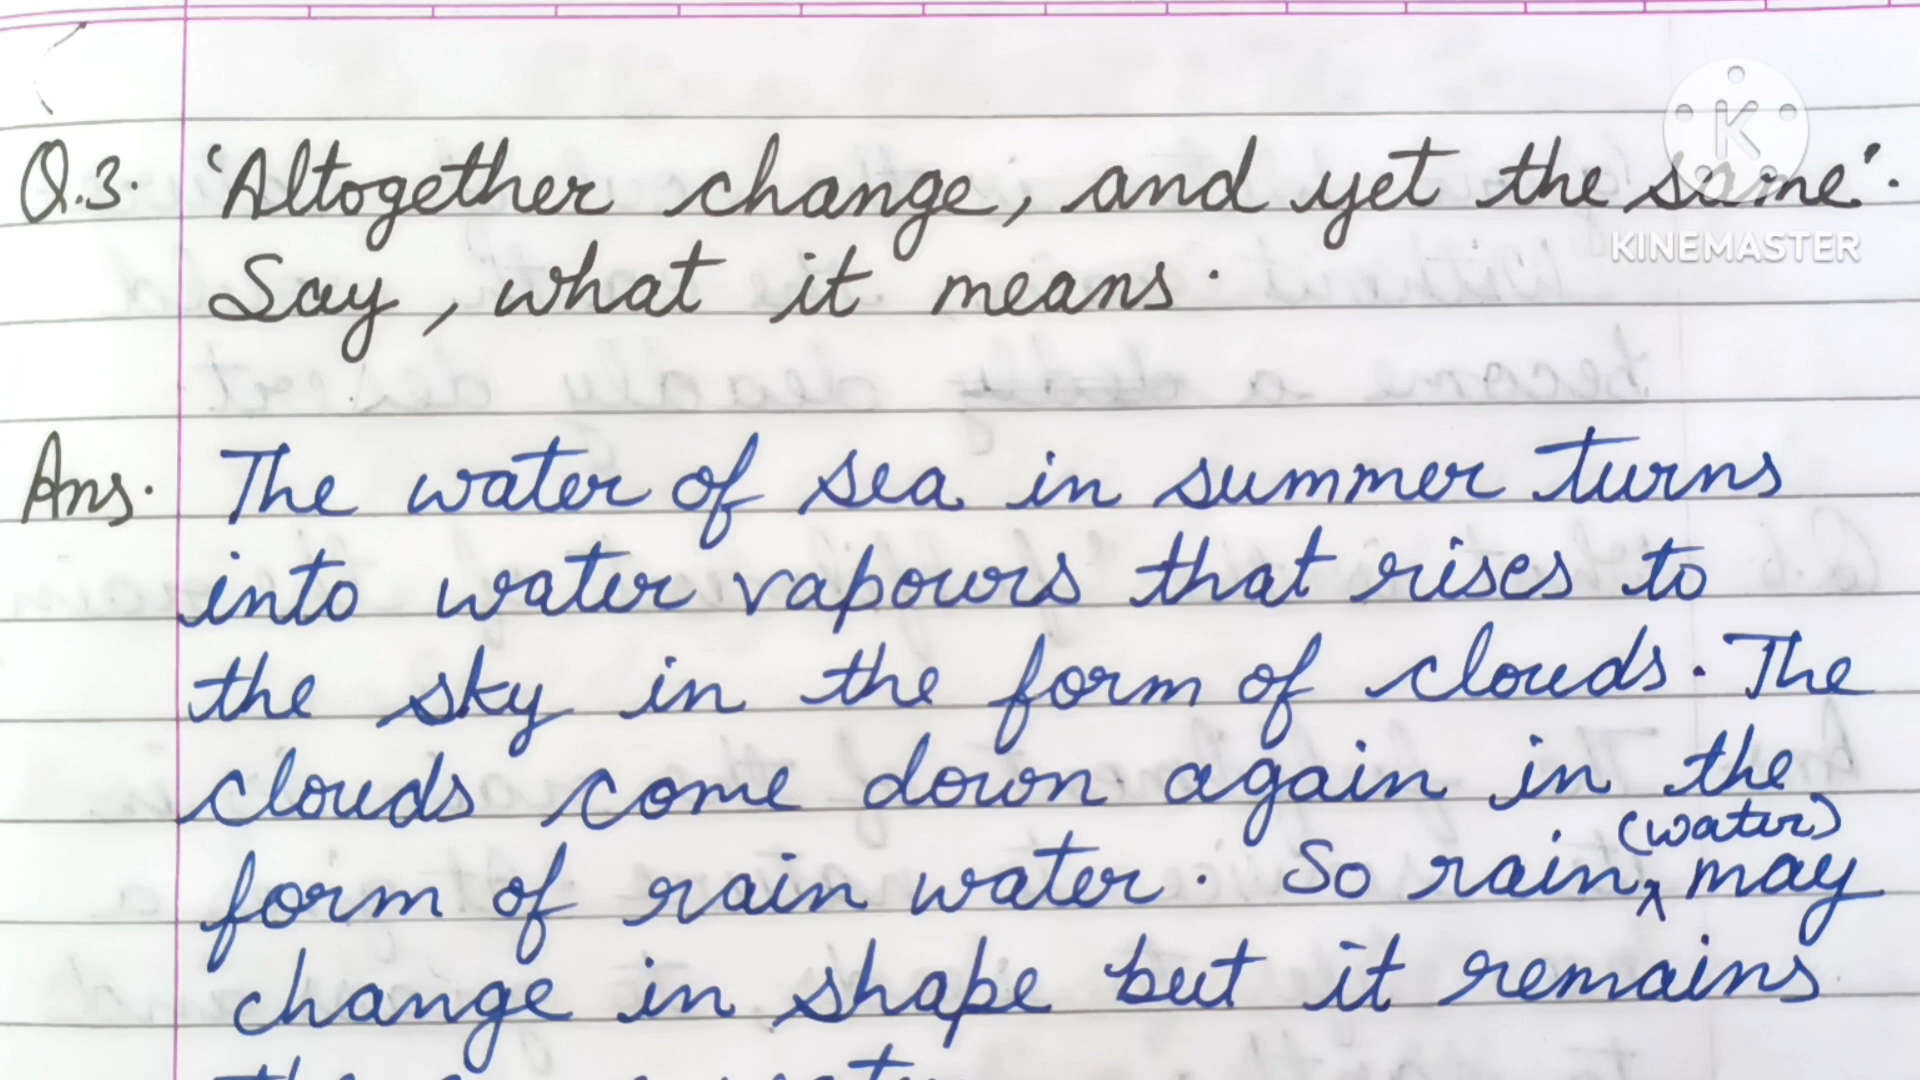 Q.3. 'Altogether change, and yet the same'.
KINEMASTER
Say, what it means.
Ans. The water of sea in summer turns
into water vapours that rises to
the sky in the form of clouds. The
clouds come down again in the
form of rain water. So rain (water) may
change in shape but it remains